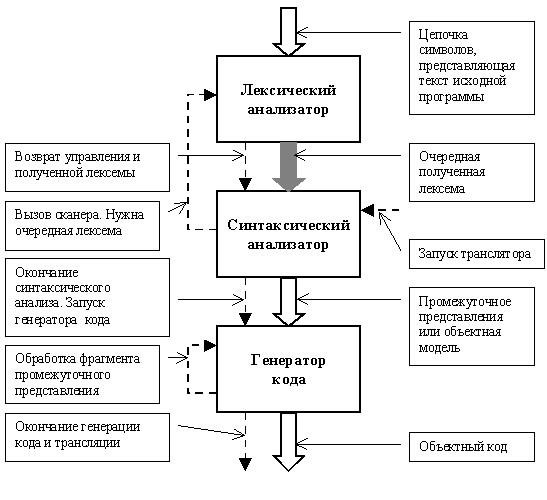 Цепочка
символов,
представляющая
текст исходной
программы
Лексический
анализатор
Возврат управления и
полученной лексемы
Очередная
полученная
лексема
Вызов сканера. Нужна
очередная лексема
Синтаксический
анализатор
Запуск транслятора
Окончание
синтаксического
анализа. Запуск
генератора кода
Промежуточное
представления
или объектная
модель
Обработка фрагмента
промежуточного
представления
Генератор
кода
Окончание генерации
кода и трансляции
Объектный код